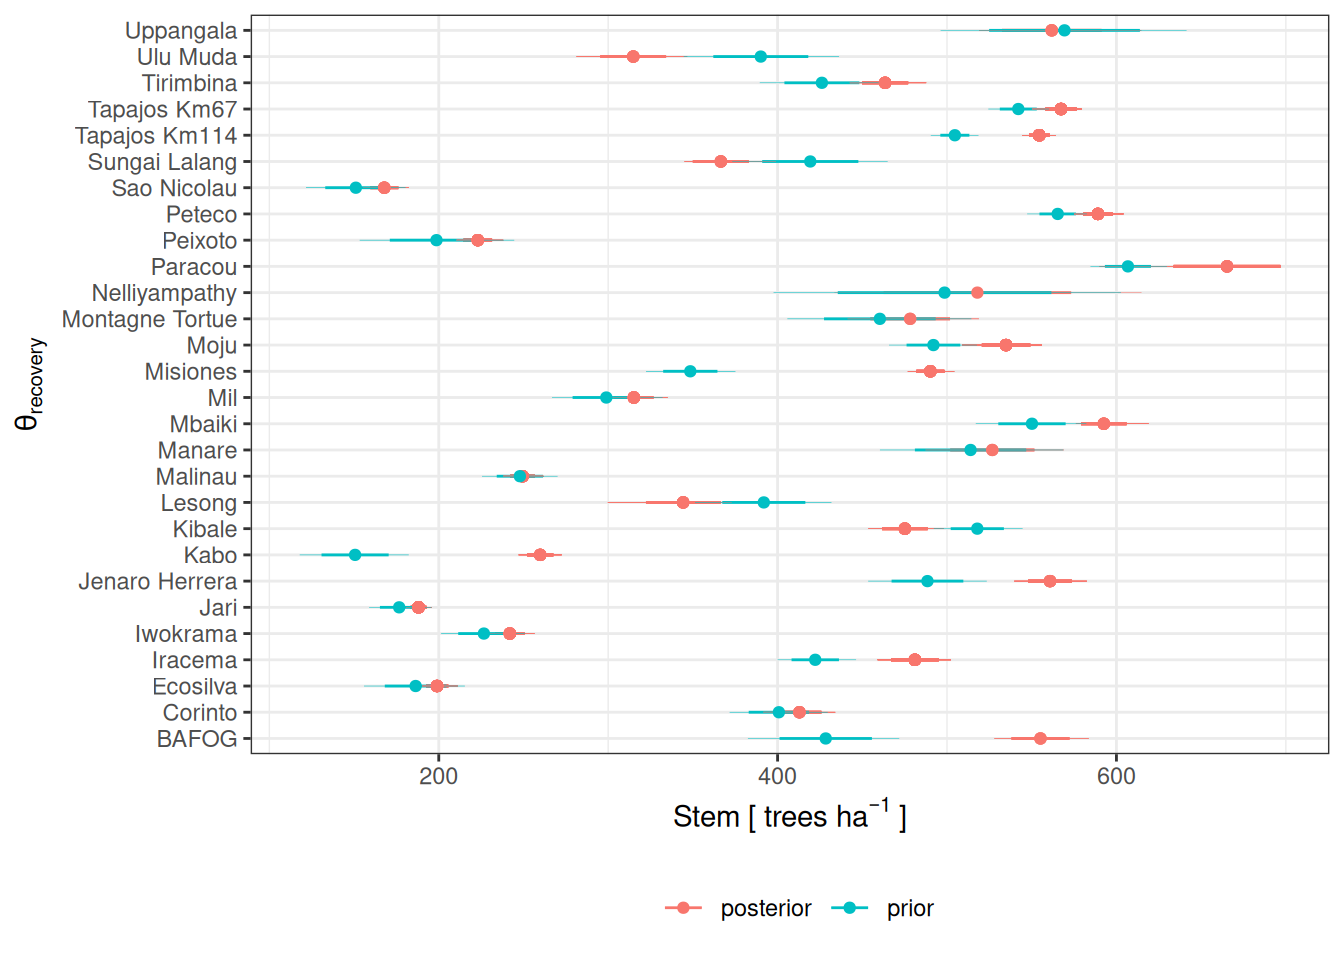 Uppangala
Ulu Muda
Tirimbina
Tapajos Km67
Tapajos Km114
Sungai Lalang
Sao Nicolau
Peteco
Peixoto
Paracou
Nelliyampathy
Montagne Tortue
Moju
Misiones
Mil
Mbaiki
Manare
Malinau
Lesong
Kibale
Kabo
Jenaro Herrera
Jari
Iwokrama
Iracema
Ecosilva
Corinto
BAFOG
θrecovery
200 400 600
Stem [ trees ha⁻¹ ]
posterior prior